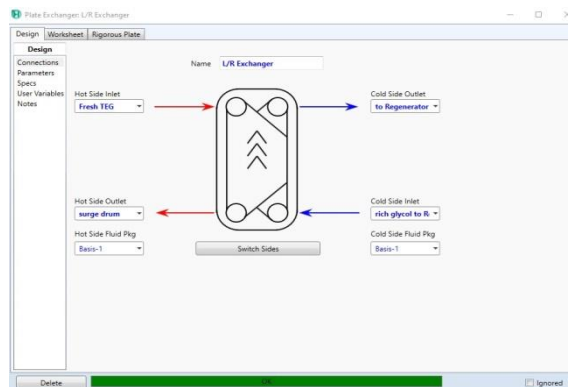 Plate Exchanger: L/R Exchanger
Design Worksheet Rigorous Plate
Design
Connections
Parameters
Specs
User Variables
Notes
Name L/R Exchanger
Hot Side Inlet
Fresh TEG
Cold Side Outlet
to Regenerator
Hot Side Outlet
surge drum
Cold Side Inlet
rich glycol to R
Hot Side Fluid Pkg
Basis-1
Switch Sides
Cold Side Fluid Pkg
Basis-1
Delete
OK
Ignored